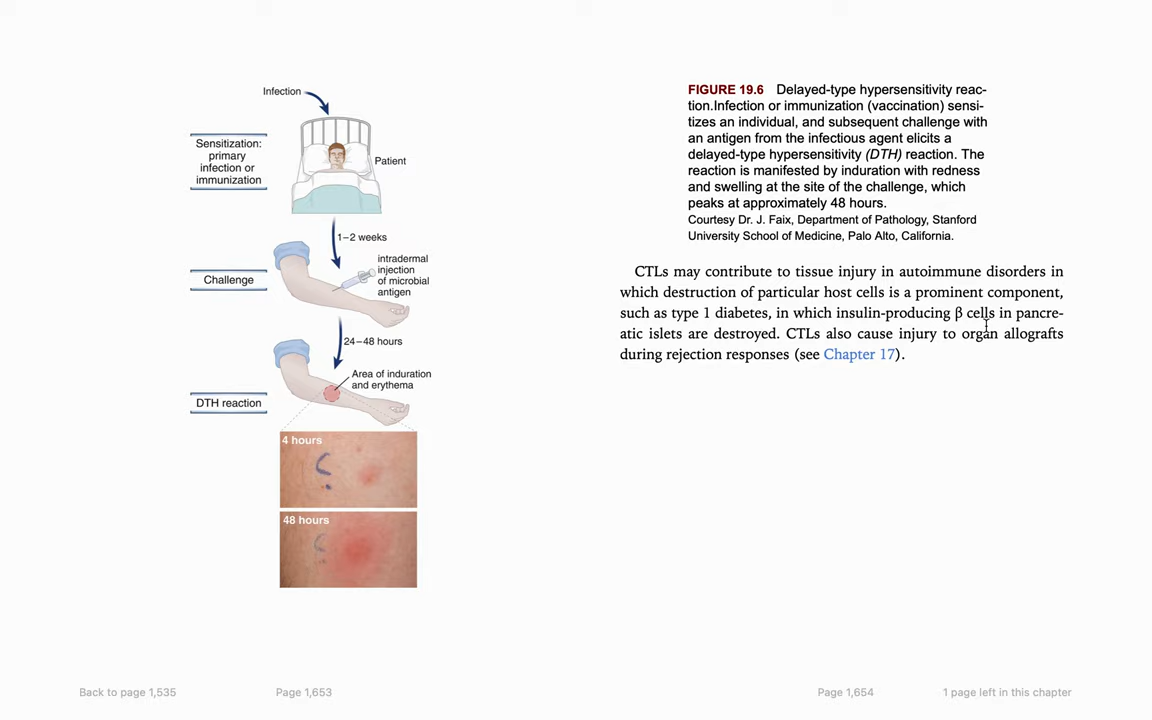 Infection
Sensitization:
primary
infection or
immunization
Patient
1–2 weeks
Challenge
intradermal
injection
of microbial
antigen
24–48 hours
Area of induration
and erythema
DTH reaction
4 hours
48 hours
FIGURE 19.6 Delayed-type hypersensitivity reac-
tion.Infection or immunization (vaccination) sensi-
tizes an individual, and subsequent challenge with
an antigen from the infectious agent elicits a
delayed-type hypersensitivity (DTH) reaction. The
reaction is manifested by induration with redness
and swelling at the site of the challenge, which
peaks at approximately 48 hours.
Courtesy Dr. J. Faix, Department of Pathology, Stanford
University School of Medicine, Palo Alto, California.
CTLs may contribute to tissue injury in autoimmune disorders in
which destruction of particular host cells is a prominent component,
such as type 1 diabetes, in which insulin-producing β cells in pancre-
atic islets are destroyed. CTLs also cause injury to organ allografts
during rejection responses (see Chapter 17).
Back to page 1,535
Page 1,653
Page 1,654
1 page left in this chapter